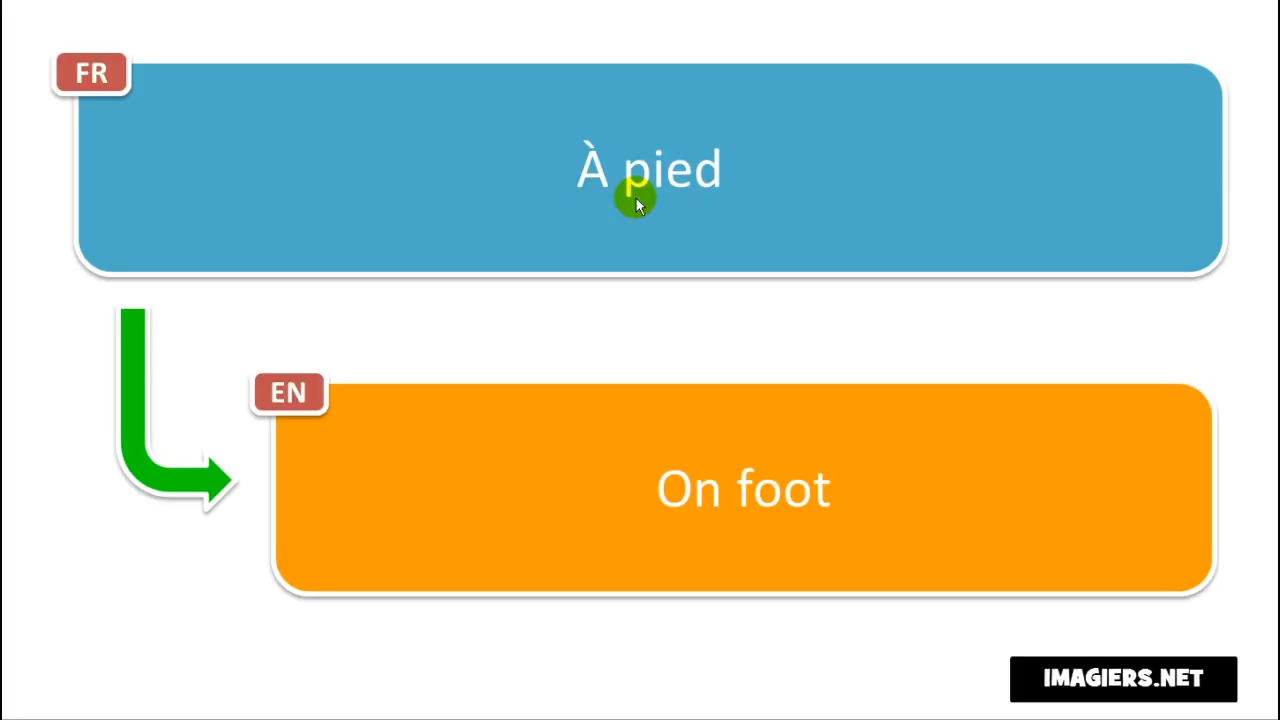 FR
À pied
EN
On foot
IMAGIERS.NET